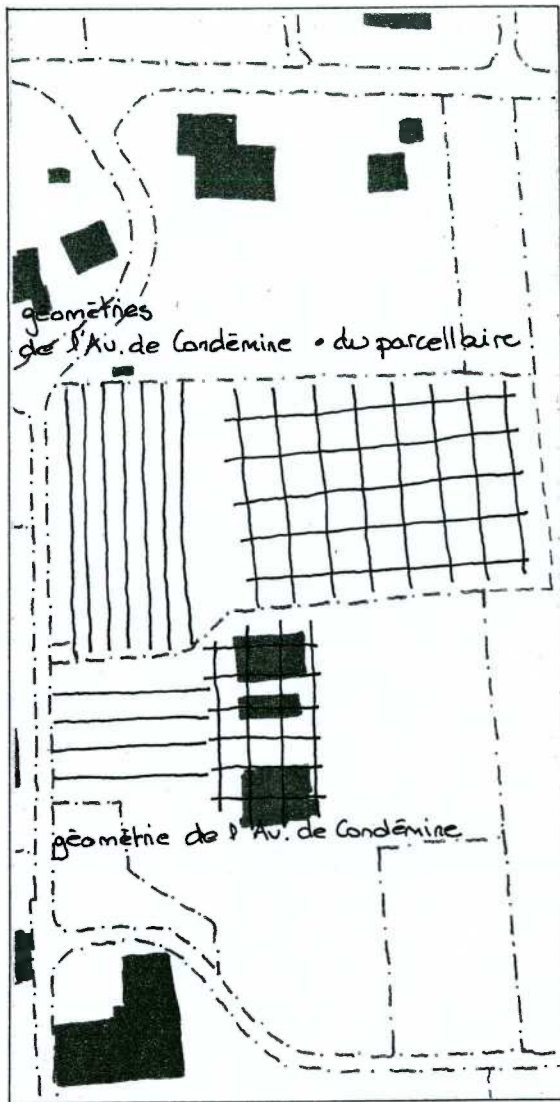 géométries
de l'Av. de Condémine • du parcellaire
géométrie de l'Av. de Condémine